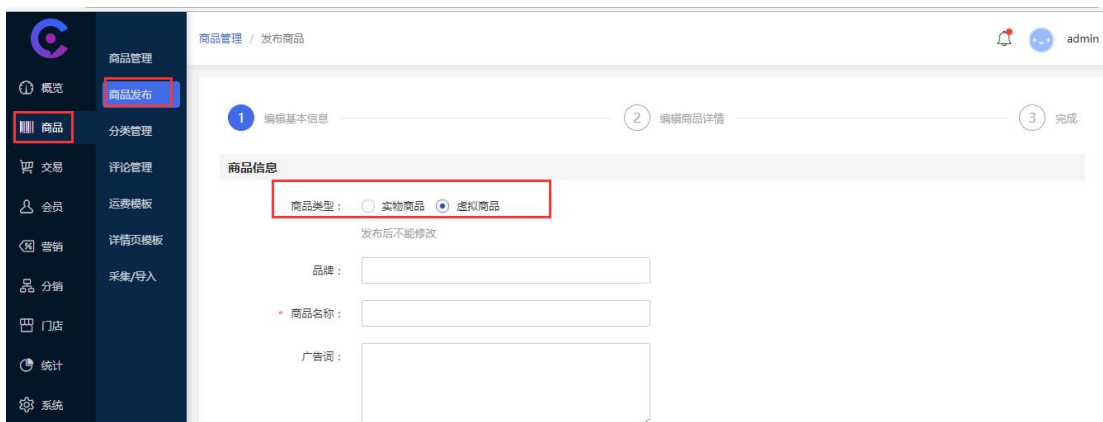 商品管理 / 发布商品
admin
概览
商品
交易
会员
营销
分销
门店
统计
系统
商品管理
商品发布
分类管理
评论管理
运费模板
详情页模板
采集/导入
1 编辑基本信息
2 编辑商品详情
3 完成
商品信息
商品类型： 实物商品 虚拟商品
发布后不能修改
品牌：
* 商品名称：
广告词：